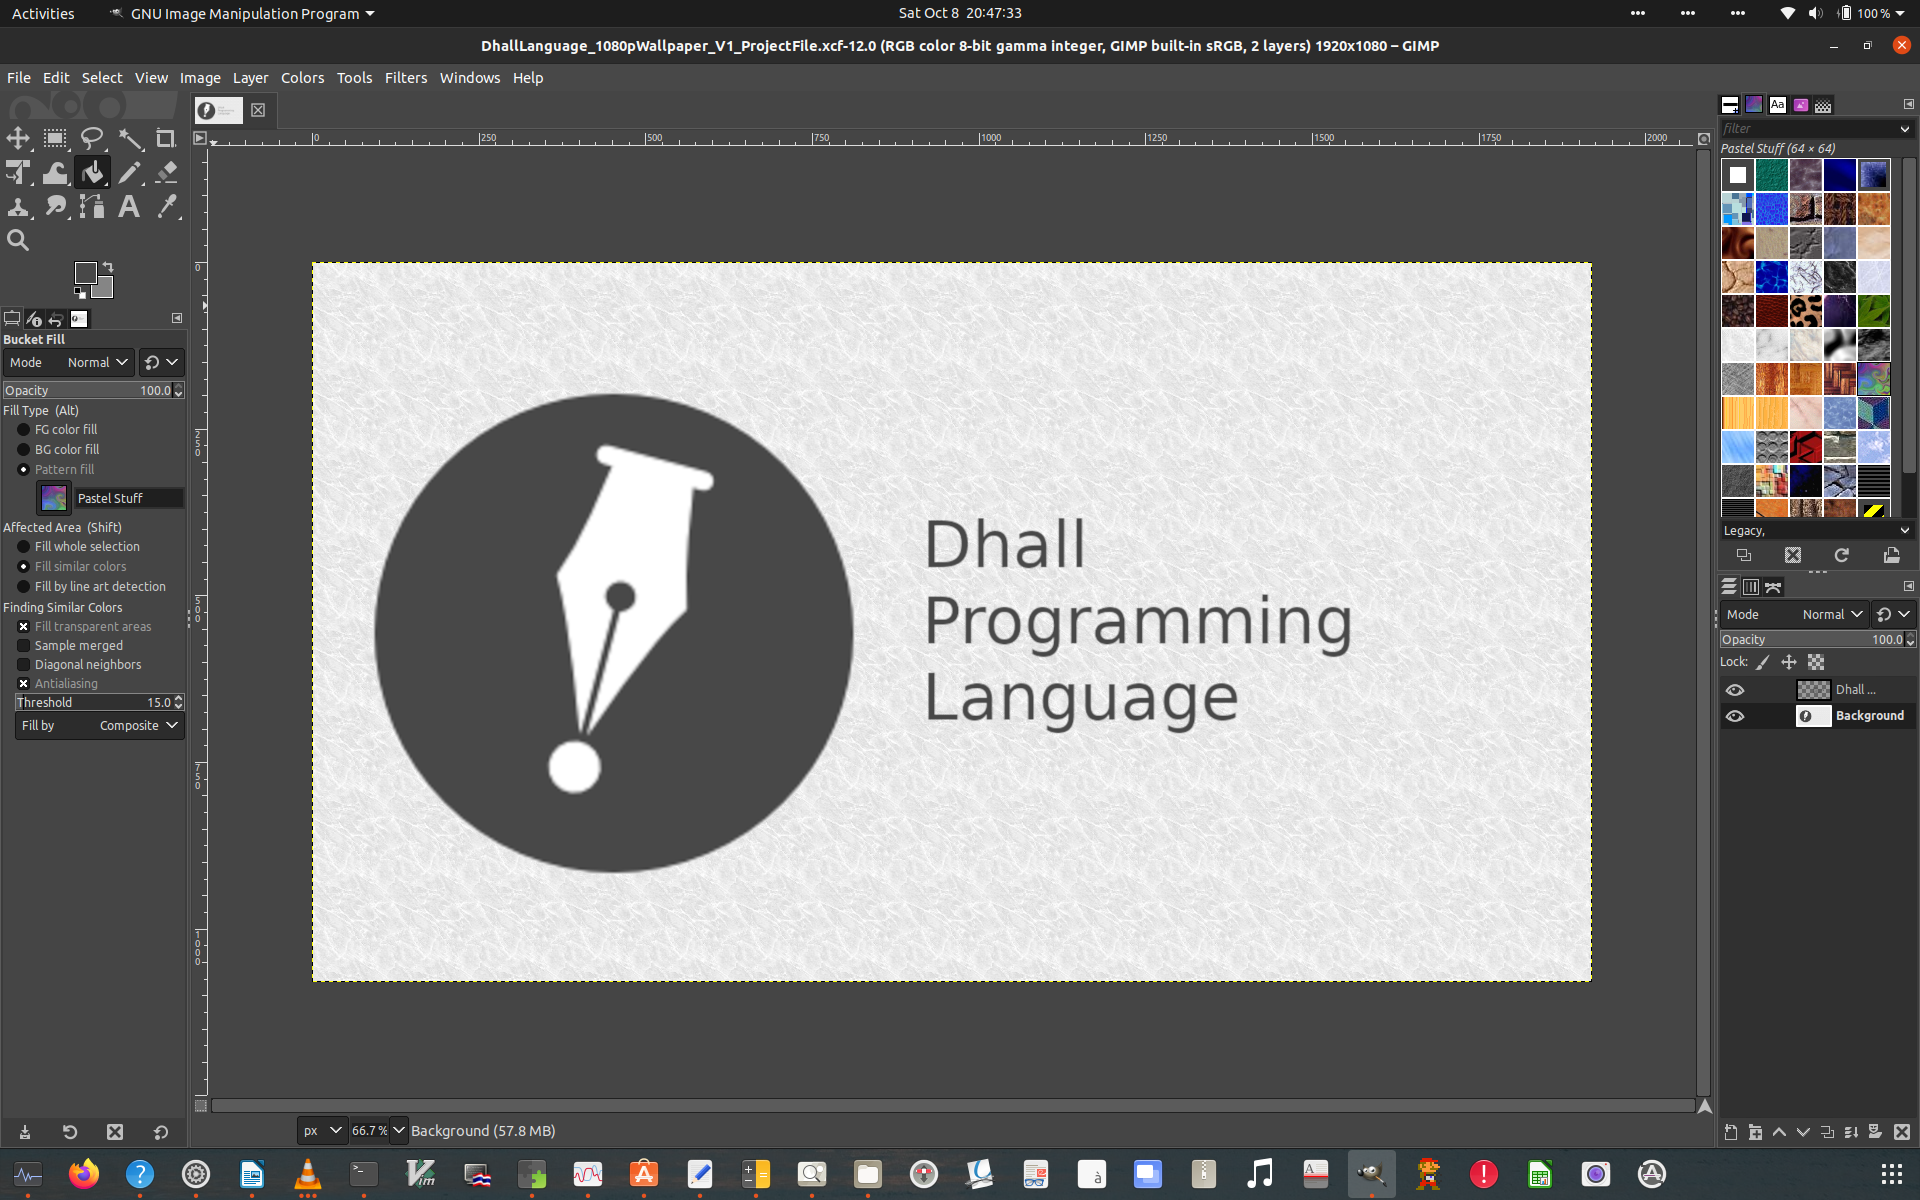 Activities
GNU Image Manipulation Program
Sat Oct 8 20:47:33
100 %
DhallLanguage_1080pWallpaper_V1_ProjectFile.xcf-12.0 (RGB color 8-bit gamma integer, GIMP built-in sRGB, 2 layers) 1920x1080 – GIMP
File Edit Select View Image Layer Colors Tools Filters Windows Help
0 250 500 750 1000 1250 1500 1750 2000
0
250
500
750
1000
Bucket Fill
Mode Normal
Opacity 100.0
Fill Type (Alt)
FG color fill
BG color fill
Pattern fill
Pastel Stuff
Affected Area (Shift)
Fill whole selection
Fill similar colors
Fill by line art detection
Finding Similar Colors
Fill transparent areas
Sample merged
Diagonal neighbors
Antialiasing
Threshold 15.0
Fill by Composite
Dhall
Programming
Language
px 66.7 % Background (57.8 MB)
Aa
filter
Pastel Stuff (64 × 64)
Legacy,
Mode Normal
Opacity 100.0
Lock:
Dhall ...
Background